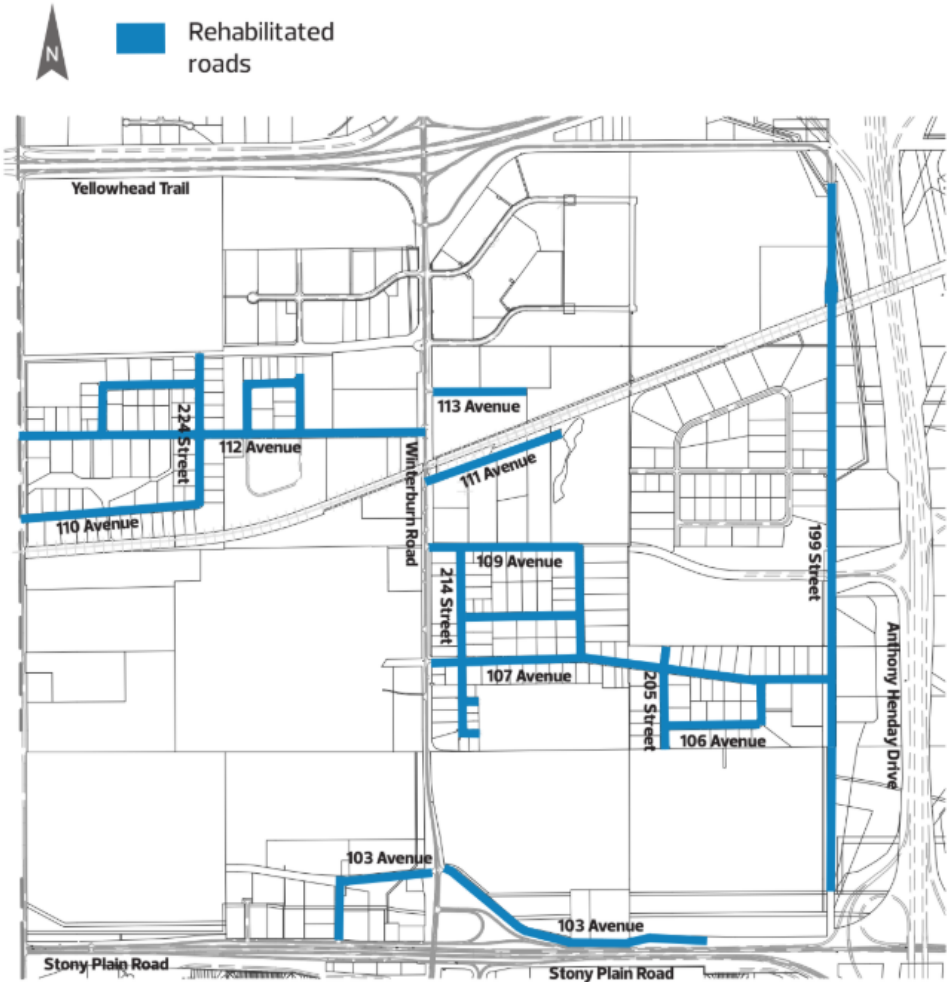 N
Rehabilitated
roads
Yellowhead Trail
113 Avenue
224 Street
112 Avenue
Winterburn Road
111 Avenue
110 Avenue
199 Street
109 Avenue
214 Street
Anthony Henday Drive
107 Avenue
205 Street
106 Avenue
103 Avenue
103 Avenue
Stony Plain Road
Stony Plain Road